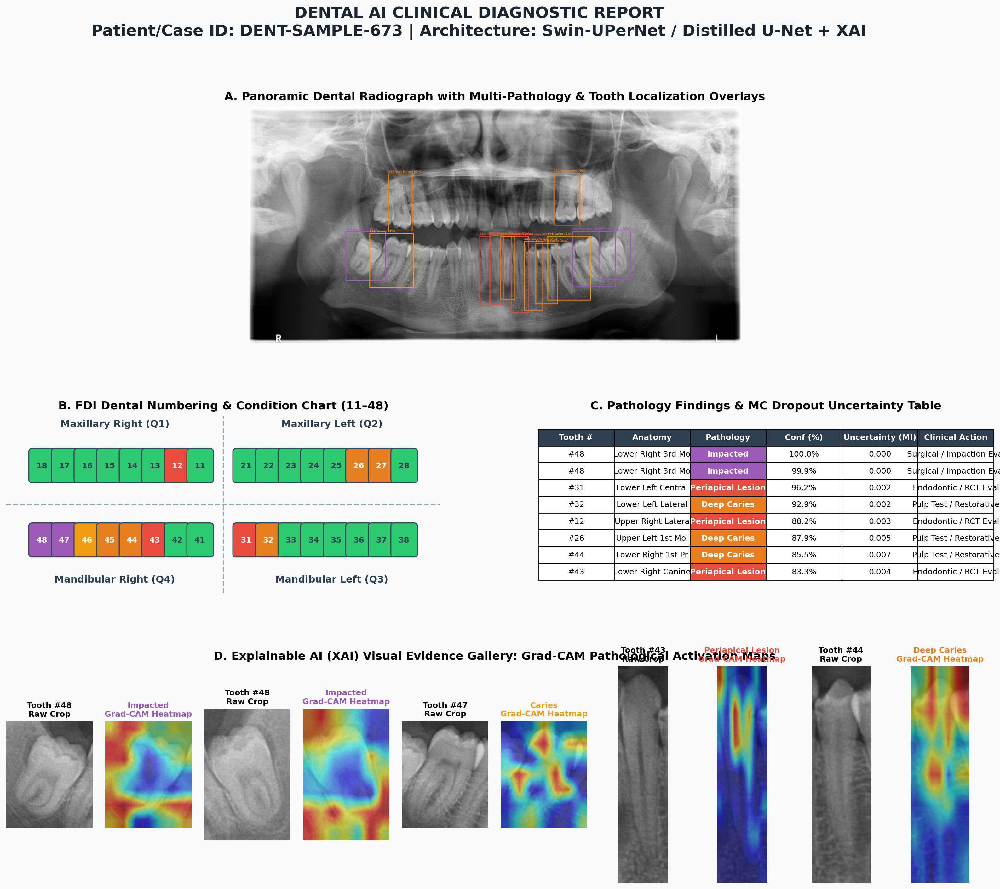 DENTAL AI CLINICAL DIAGNOSTIC REPORT
Patient/Case ID: DENT-SAMPLE-673 | Architecture: Swin-UPerNet / Distilled U-Net + XAI
A. Panoramic Dental Radiograph with Multi-Pathology & Tooth Localization Overlays
#27: Deep Caries (62%)
#26: Deep Caries (88%)
#46: Caries (57%)
R
L
B. FDI Dental Numbering & Condition Chart (11–48)
Maxillary Right (Q1)
Maxillary Left (Q2)
18 17 16 15 14 13 12 11
21 22 23 24 25 26 27 28
48 47 46 45 44 43 42 41
31 32 33 34 35 36 37 38
Mandibular Right (Q4)
Mandibular Left (Q3)
C. Pathology Findings & MC Dropout Uncertainty Table
Tooth # Anatomy Pathology Conf (%) Uncertainty (MI) Clinical Action
#48 Lower Right 3rd Mo Impacted 100.0% 0.000 Surgical / Impaction Eva
#48 Lower Right 3rd Mo Impacted 99.9% 0.000 Surgical / Impaction Eva
#31 Lower Left Central Periapical Lesion 96.2% 0.002 Endodontic / RCT Eval
#32 Lower Left Lateral Deep Caries 92.9% 0.002 Pulp Test / Restorative
#12 Upper Right Latera Periapical Lesion 88.2% 0.003 Endodontic / RCT Eval
#26 Upper Left 1st Mol Deep Caries 87.9% 0.005 Pulp Test / Restorative
#44 Lower Right 1st Pr Deep Caries 85.5% 0.007 Pulp Test / Restorative
#43 Lower Right Canine Periapical Lesion 83.3% 0.004 Endodontic / RCT Eval
D. Explainable AI (XAI) Visual Evidence Gallery: Grad-CAM Pathological Activation Maps
Tooth #48
Raw Crop
Impacted
Grad-CAM Heatmap
Tooth #48
Raw Crop
Impacted
Grad-CAM Heatmap
Tooth #47
Raw Crop
Caries
Grad-CAM Heatmap
Tooth #43
Raw Crop
Periapical Lesion
Grad-CAM Heatmap
Tooth #44
Raw Crop
Deep Caries
Grad-CAM Heatmap